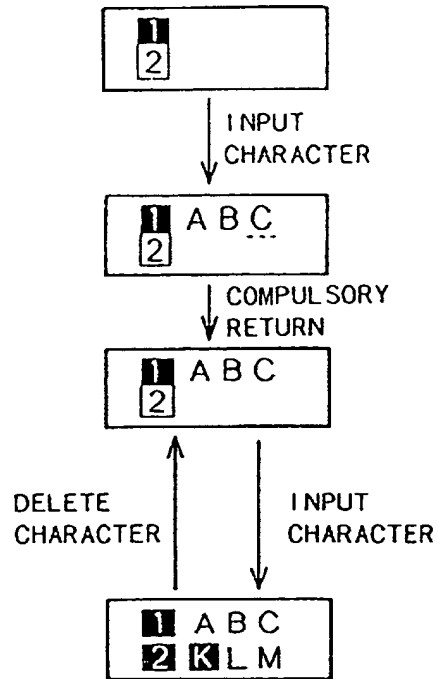 1
2
INPUT
CHARACTER
1 A B C
2
COMPULSORY
RETURN
1 A B C
2
DELETE
CHARACTER
INPUT
CHARACTER
1 A B C
2 K L M